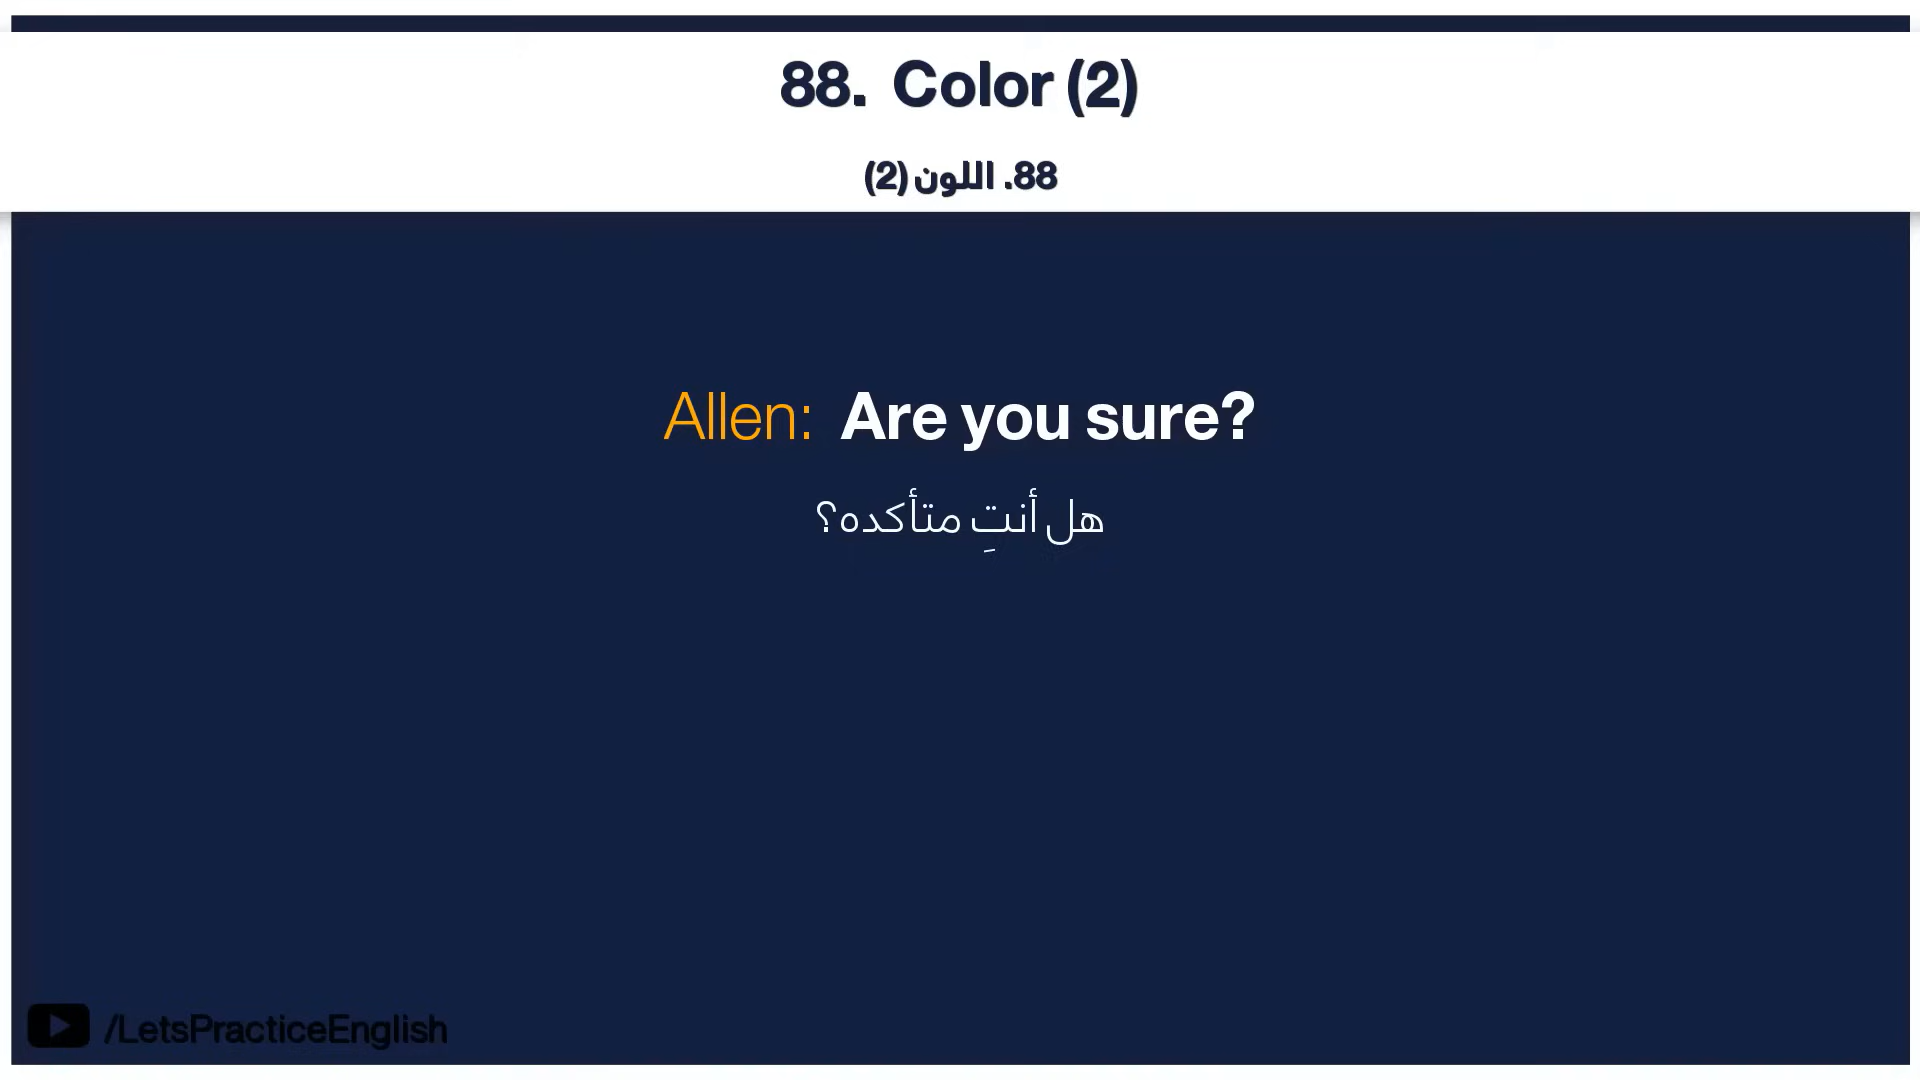 88. Color (2)
88. اللون (2)
Allen: Are you sure?
هل أنتِ متأكده؟
/LetsPracticeEnglish